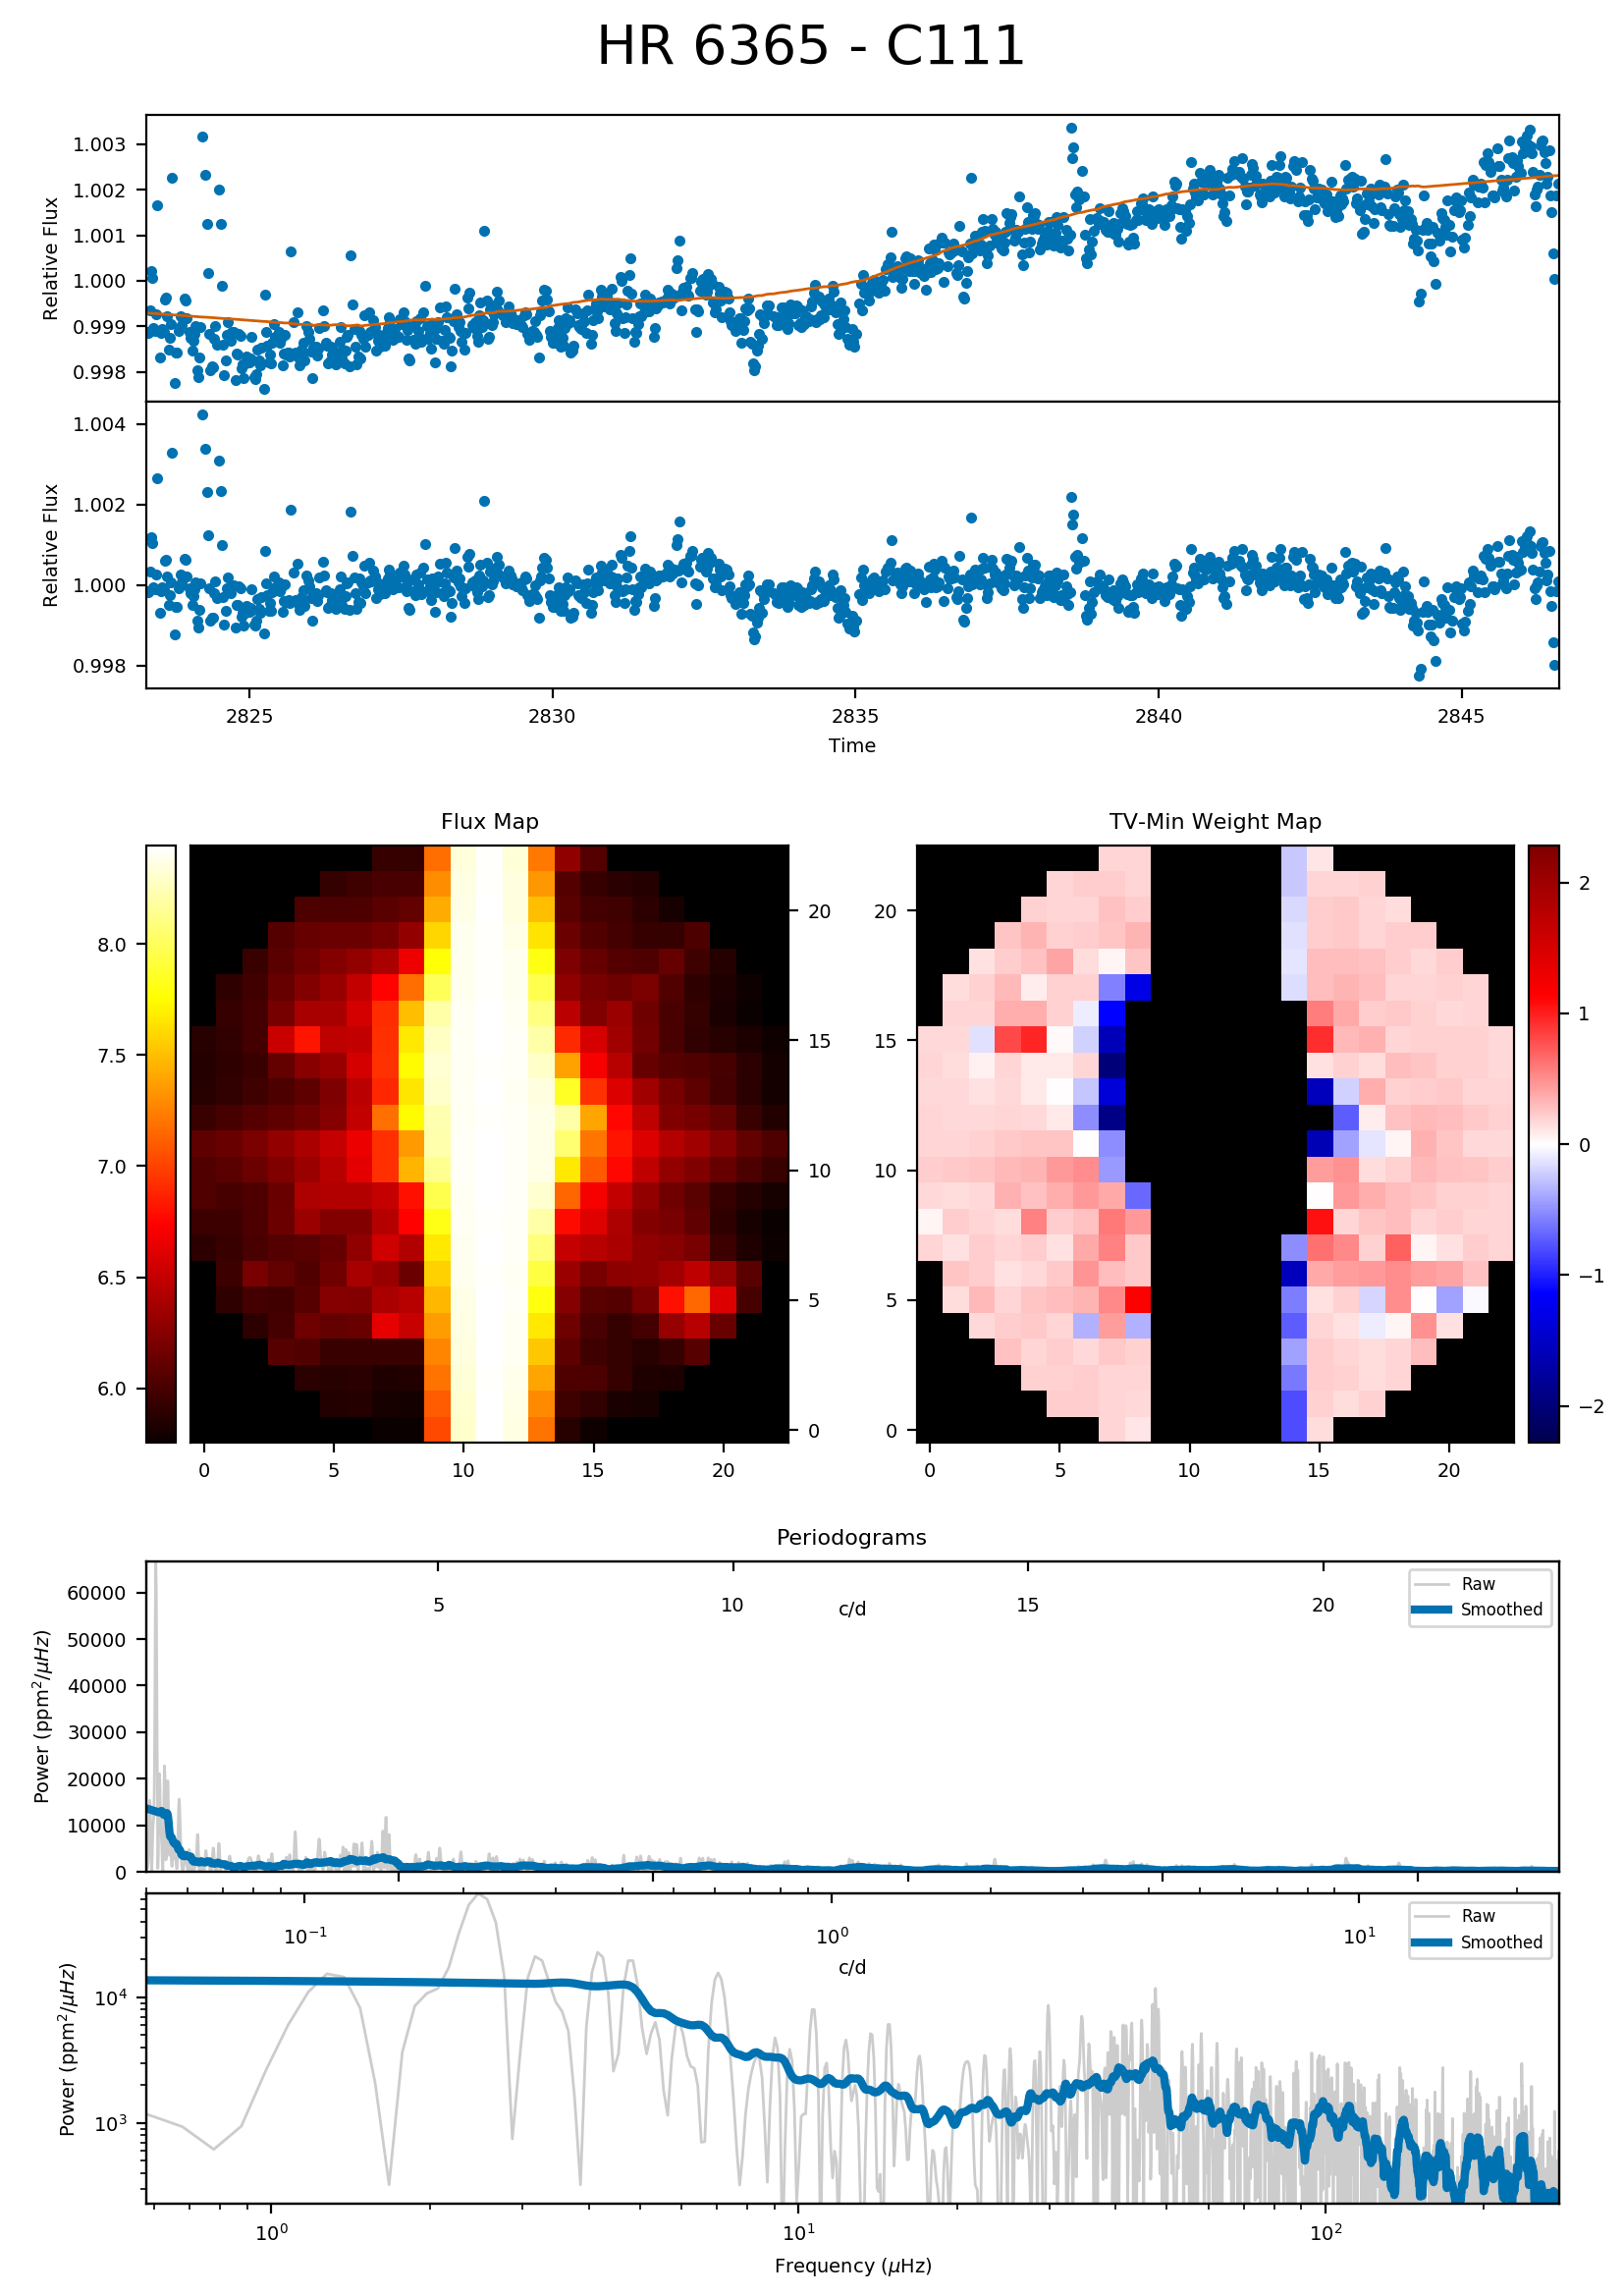 HR 6365 - C111
1.003
1.002
1.001
1.000
0.999
0.998
Relative Flux
1.004
1.002
1.000
0.998
Relative Flux
2825 2830 2835 2840 2845
Time
Flux Map
8.0
7.5
7.0
6.5
6.0
20
15
10
5
0
0 5 10 15 20
TV-Min Weight Map
20
15
10
5
0
0 5 10 15 20
2
1
0
−1
−2
Periodograms
60000
50000
40000
30000
20000
10000
0
Power (ppm²/μHz)
5 10 15 20
c/d
Raw
Smoothed
10⁴
10³
Power (ppm²/μHz)
10⁻¹ 10⁰ 10¹
c/d
Raw
Smoothed
10⁰ 10¹ 10²
Frequency (μHz)